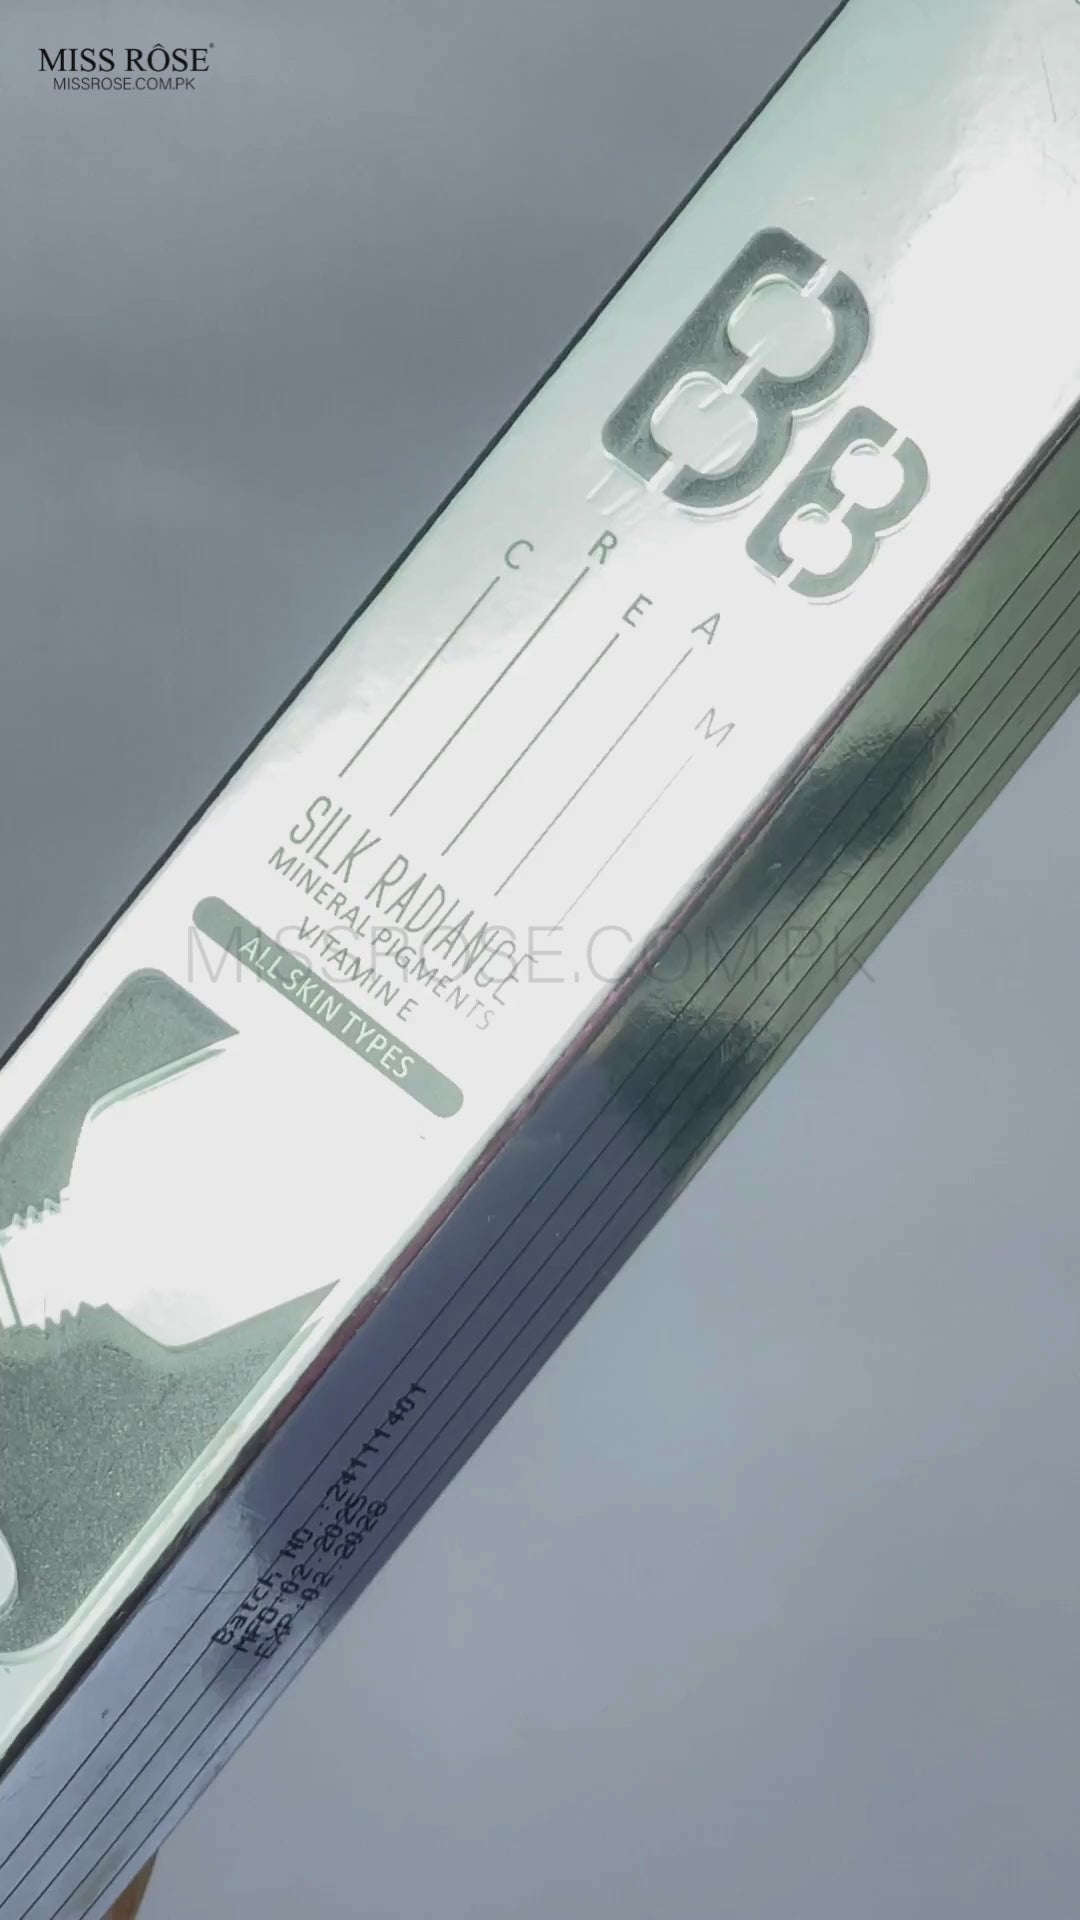 MISS RÔSE®
MISSROSE.COM.PK
BB
CREAM
SILK RADIANCE
MINERAL PIGMENTS
VITAMIN E
ALL SKIN TYPES
MISSROSE.COM.PK
Batch NO.:24111401
MFD:02.2025
EXP:02.2028